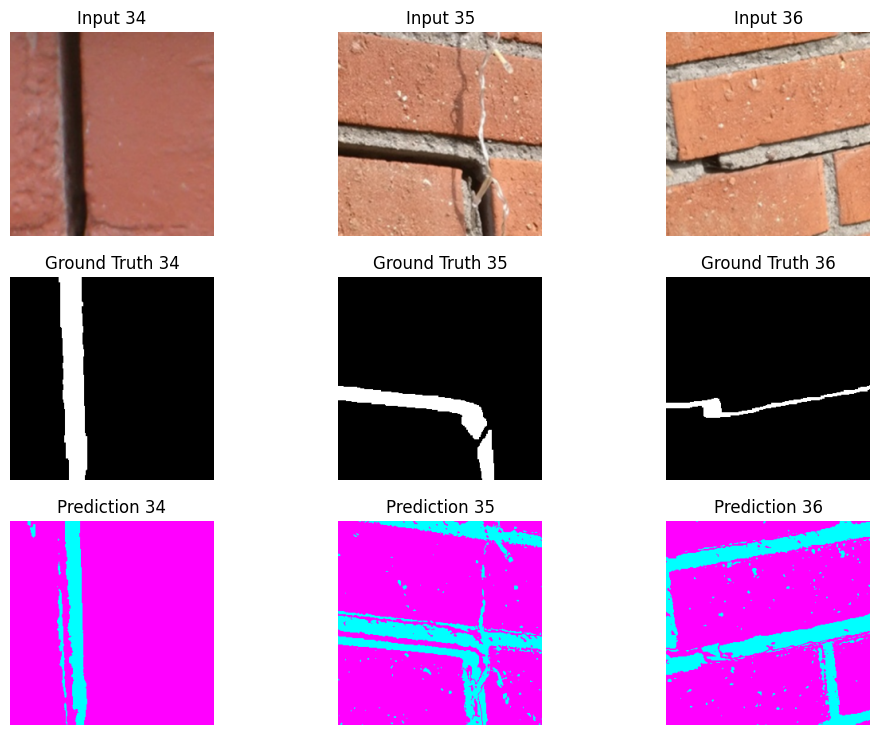 Input 34
Input 35
Input 36
Ground Truth 34
Ground Truth 35
Ground Truth 36
Prediction 34
Prediction 35
Prediction 36